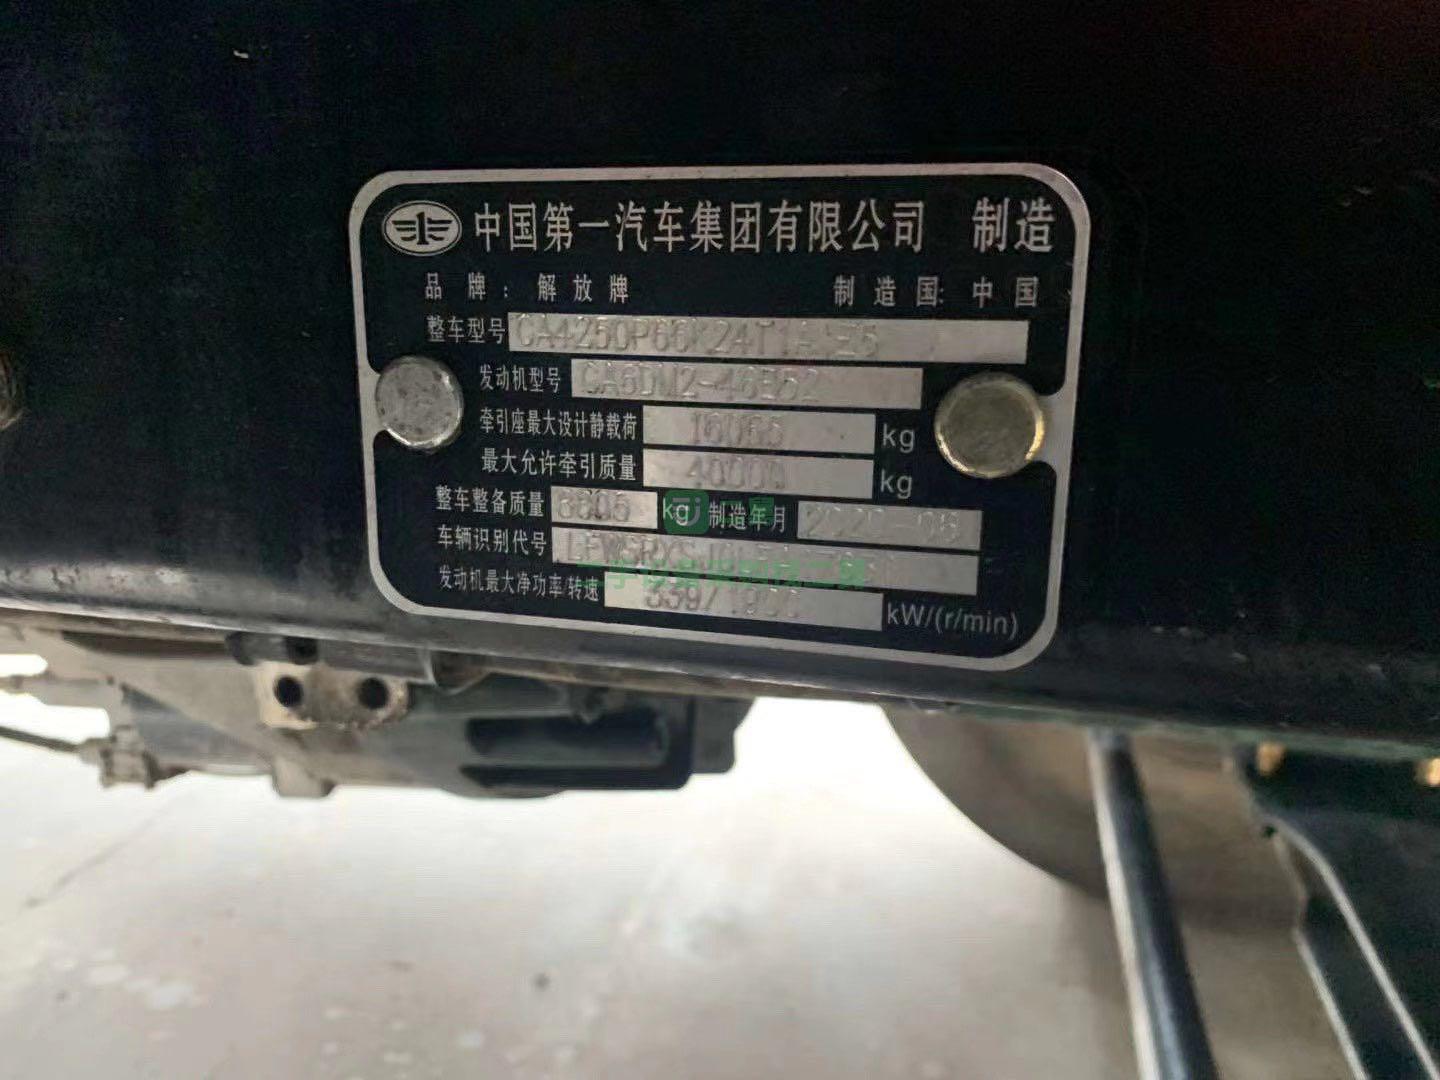 中国第一汽车集团有限公司 制造
品牌: 解放牌 制造国: 中国
整车型号 CA4250P66K24T1A1E5
发动机型号 CA6DM2-46E52
牵引座最大设计静载荷 kg
最大允许牵引质量 40000 kg
整车整备质量 kg 制造年月 2020 08
车辆识别代号
发动机最大净功率/转速 339/1900 kW/(r/min)